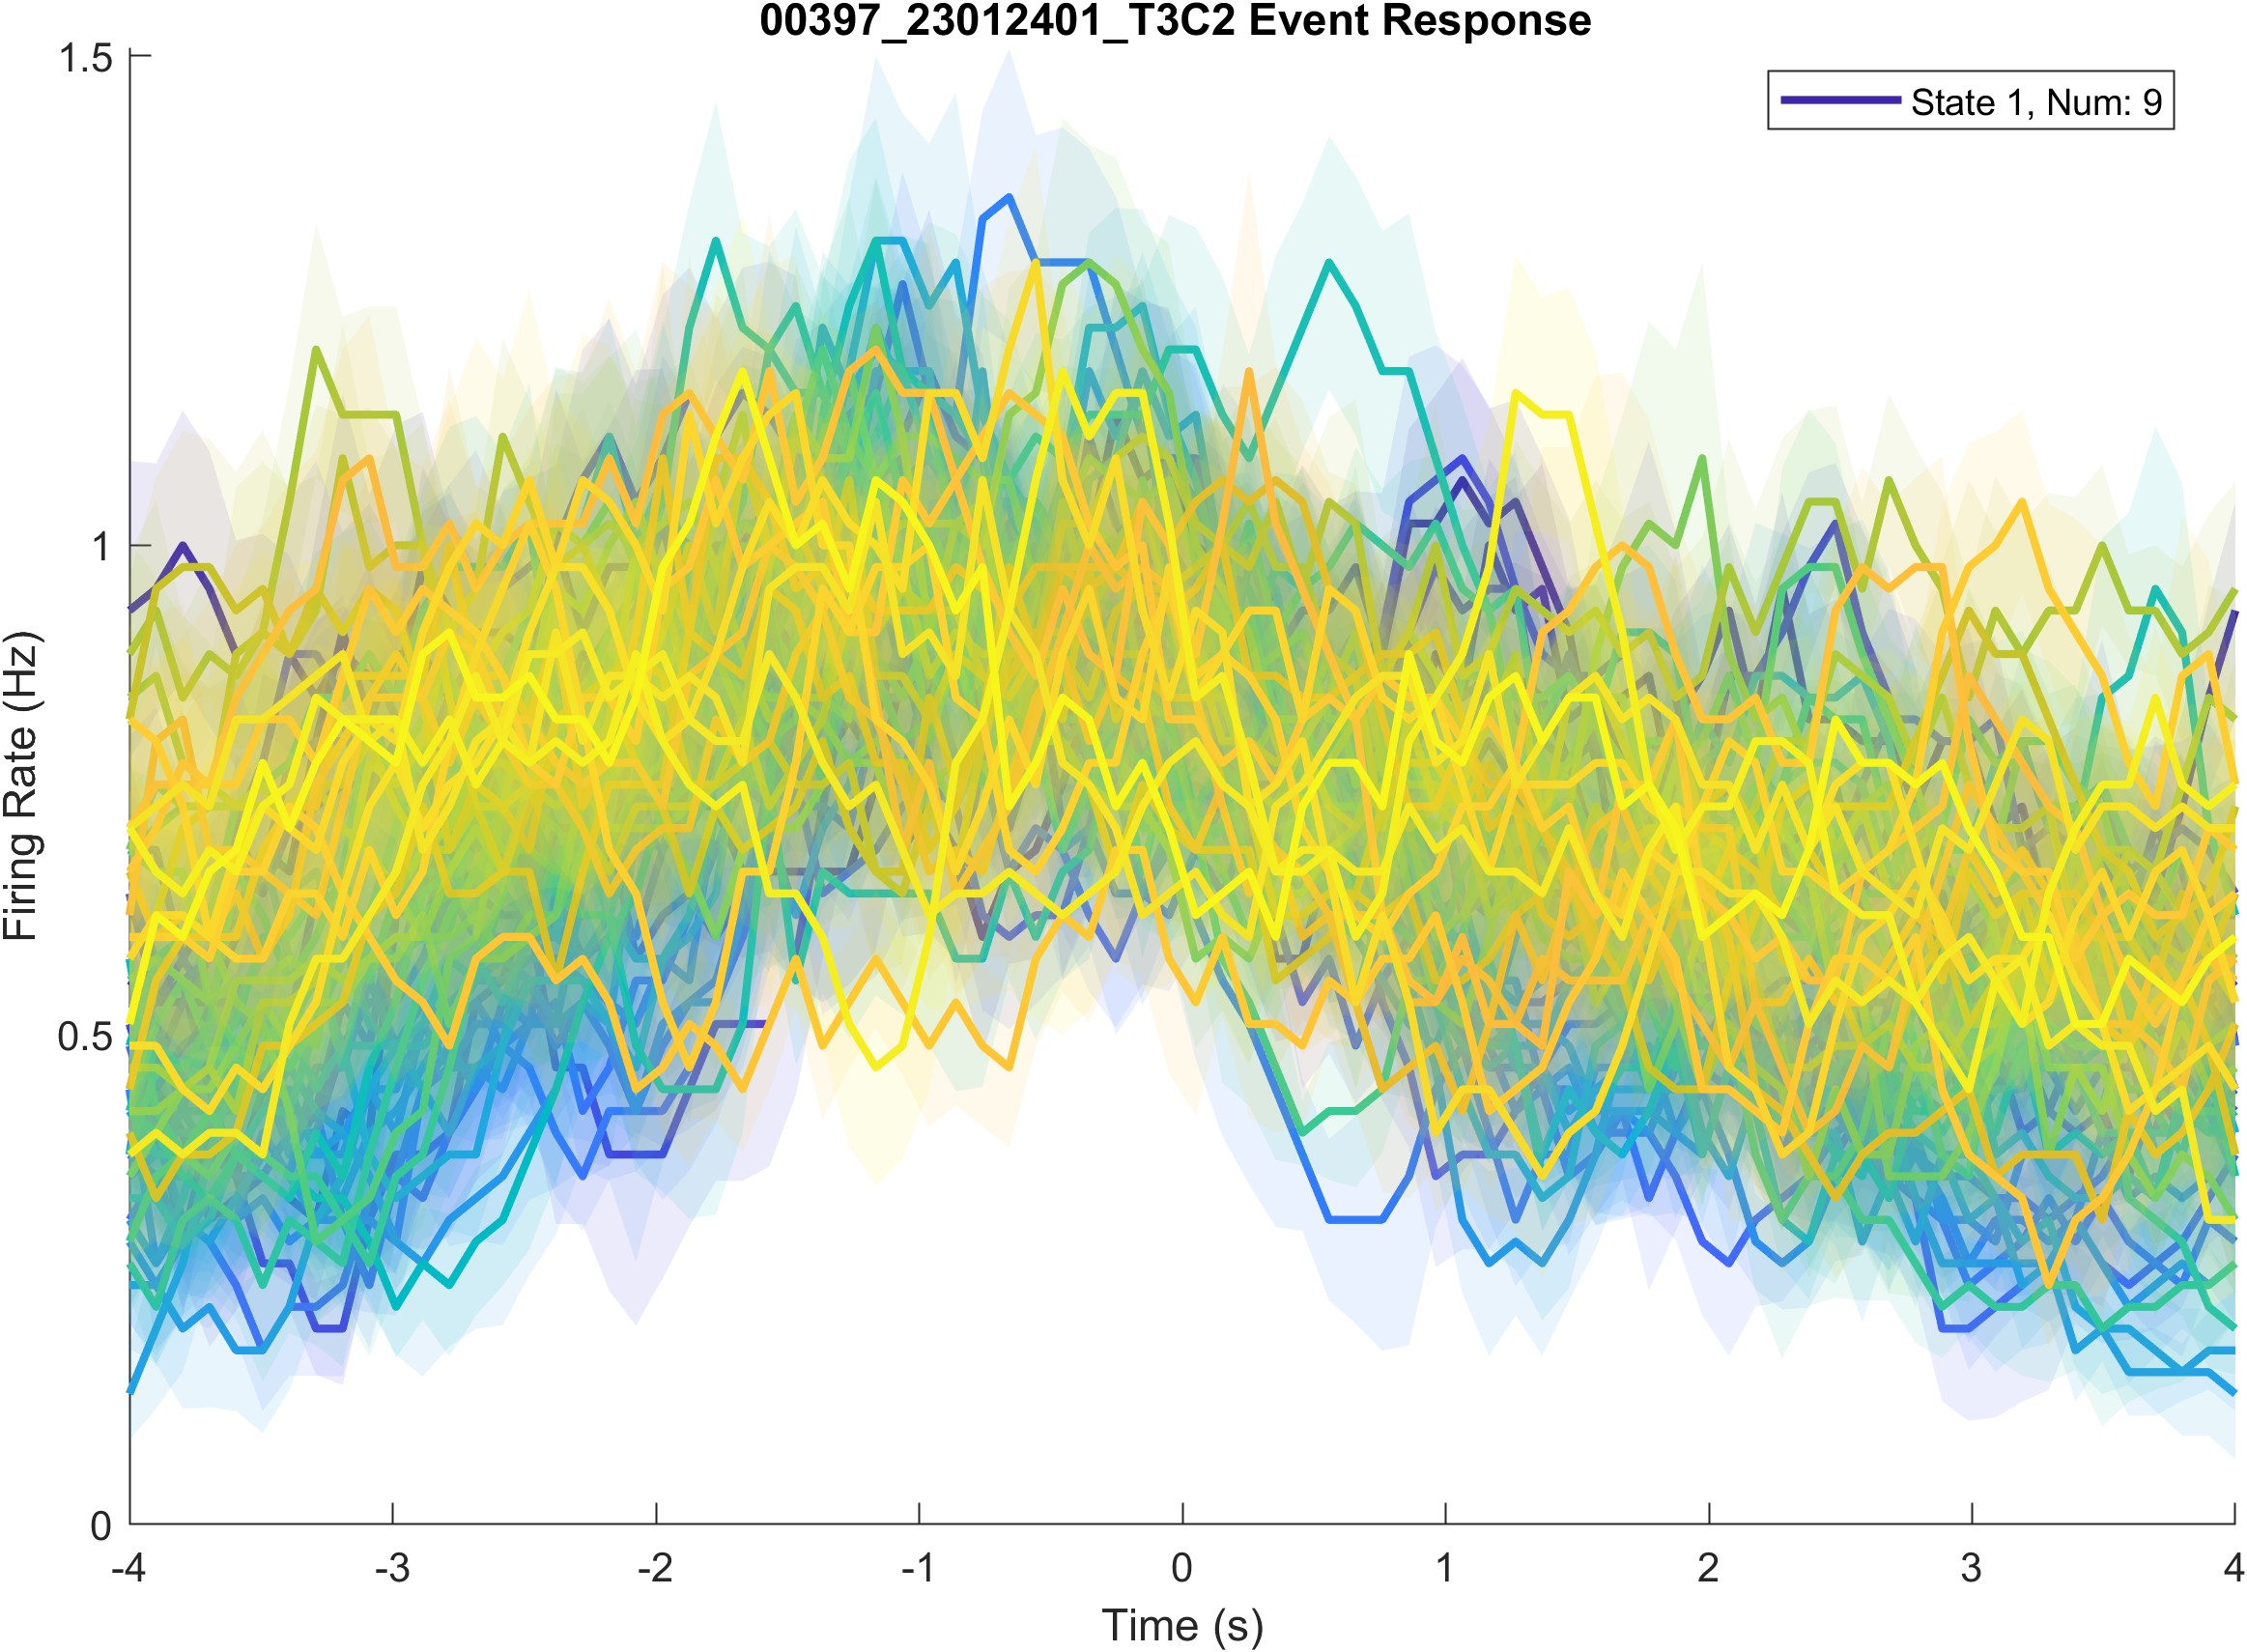 00397_23012401_T3C2 Event Response
State 1, Num: 9
Firing Rate (Hz)
1.5
1
0.5
0
-4 -3 -2 -1 0 1 2 3 4
Time (s)